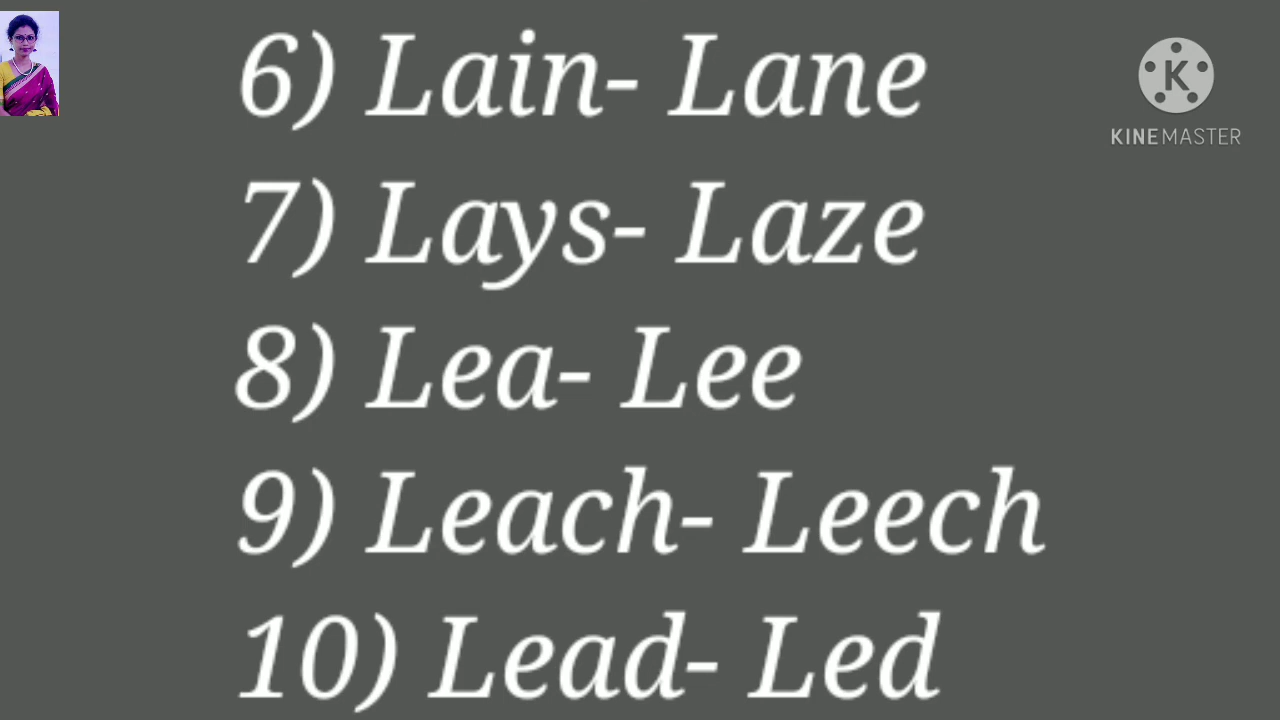 6) Lain- Lane
KINEMASTER
7) Lays- Laze
8) Lea- Lee
9) Leach- Leech
10) Lead- Led